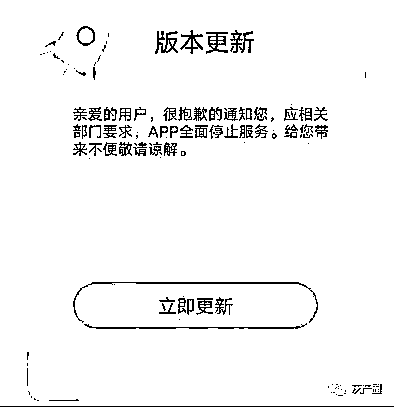 版本更新
亲爱的用户，很抱歉的通知您，应相关
部门要求，APP全面停止服务。给您带
来不便敬请谅解。
立即更新
灰产圈